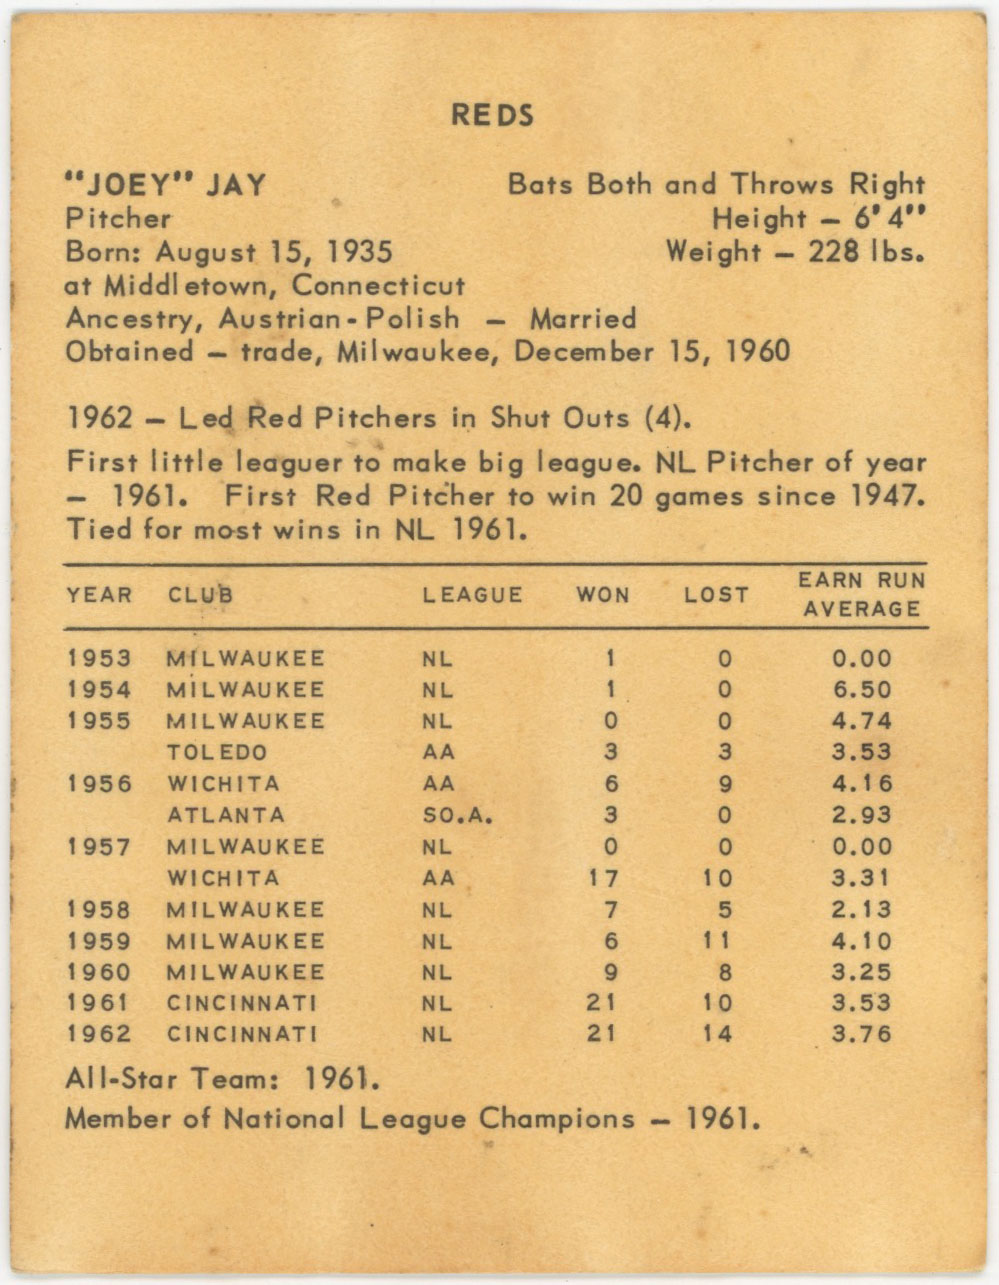 REDS
"JOEY" JAY Bats Both and Throws Right
Pitcher Height — 6'4"
Born: August 15, 1935 Weight — 228 lbs.
at Middletown, Connecticut
Ancestry, Austrian-Polish — Married
Obtained — trade, Milwaukee, December 15, 1960
1962 — Led Red Pitchers in Shut Outs (4).
First little leaguer to make big league. NL Pitcher of year
— 1961. First Red Pitcher to win 20 games since 1947.
Tied for most wins in NL 1961.
YEAR CLUB LEAGUE WON LOST EARN RUN AVERAGE
1953 MILWAUKEE NL 1 0 0.00
1954 MILWAUKEE NL 1 0 6.50
1955 MILWAUKEE NL 0 0 4.74
TOLEDO AA 3 3 3.53
1956 WICHITA AA 6 9 4.16
ATLANTA SO.A. 3 0 2.93
1957 MILWAUKEE NL 0 0 0.00
WICHITA AA 17 10 3.31
1958 MILWAUKEE NL 7 5 2.13
1959 MILWAUKEE NL 6 11 4.10
1960 MILWAUKEE NL 9 8 3.25
1961 CINCINNATI NL 21 10 3.53
1962 CINCINNATI NL 21 14 3.76
All-Star Team: 1961.
Member of National League Champions — 1961.